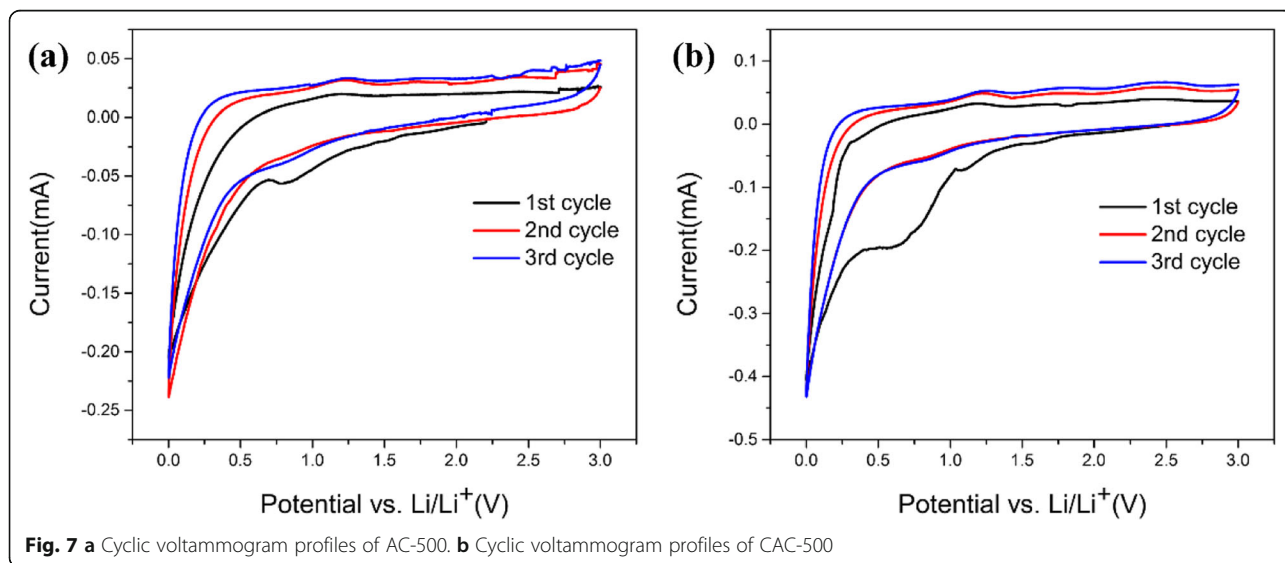 (a)
0.05
0.00
-0.05
-0.10
-0.15
-0.20
-0.25
Current(mA)
1st cycle
2nd cycle
3rd cycle
0.0 0.5 1.0 1.5 2.0 2.5 3.0
Potential vs. Li/Li⁺(V)
(b)
0.1
0.0
-0.1
-0.2
-0.3
-0.4
-0.5
Current(mA)
1st cycle
2nd cycle
3rd cycle
0.0 0.5 1.0 1.5 2.0 2.5 3.0
Potential vs. Li/Li⁺(V)
Fig. 7 a Cyclic voltammogram profiles of AC-500. b Cyclic voltammogram profiles of CAC-500